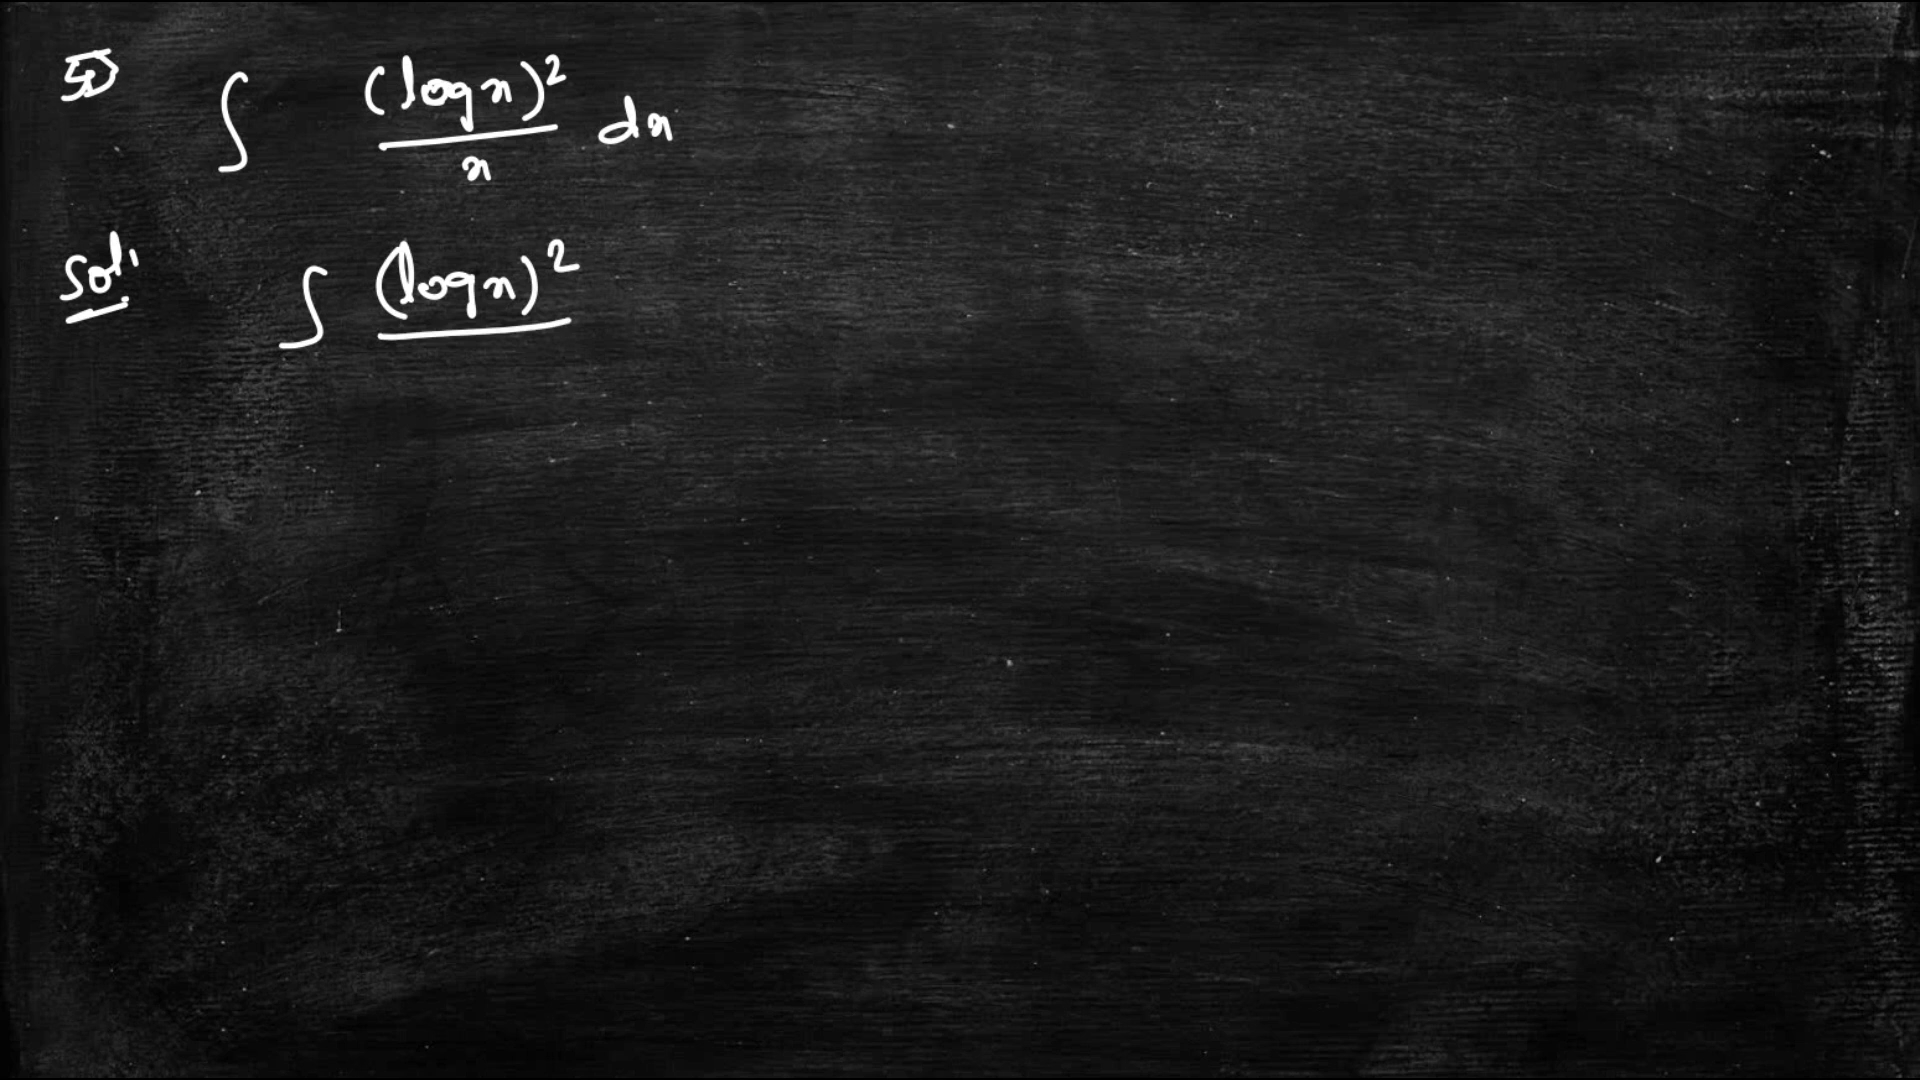 5) ∫ (log x)² / x dx
Sol: ∫ (log x)²